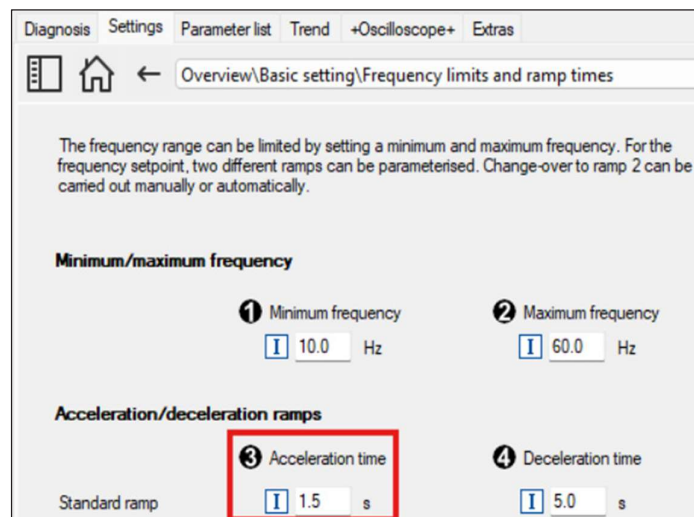 Diagnosis Settings Parameter list Trend +Oscilloscope+ Extras
Overview\Basic setting\Frequency limits and ramp times
The frequency range can be limited by setting a minimum and maximum frequency. For the
frequency setpoint, two different ramps can be parameterised. Change-over to ramp 2 can be
carried out manually or automatically.
Minimum/maximum frequency
1 Minimum frequency 2 Maximum frequency
I 10.0 Hz I 60.0 Hz
Acceleration/deceleration ramps
3 Acceleration time 4 Deceleration time
Standard ramp I 1.5 s I 5.0 s